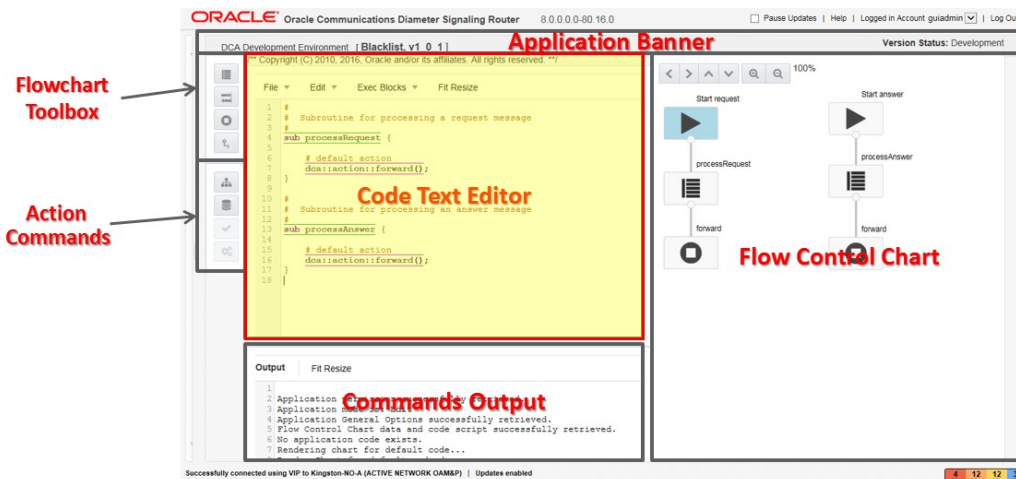 ORACLE® Oracle Communications Diameter Signaling Router 8.0.0.0.0-80.16.0
Pause Updates | Help | Logged in Account guiadmin | Log Ou
DCA Development Environment [ Blacklist, v1_0_1 ]
Application Banner
Version Status: Development
/** Copyright (C) 2010, 2016, Oracle and/or its affiliates. All rights reserved. **/
Flowchart
Toolbox
Action
Commands
File Edit Exec Blocks Fit Resize
1 #
2 # Subroutine for processing a request message
3 #
4 sub processRequest {
5
6 # default action
7 dca::action::forward();
8 }
9
10 #
11 # Subroutine for processing an answer message
12 #
13 sub processAnswer {
14
15 # default action
16 dca::action::forward();
17 }
18
Code Text Editor
100%
Start request
Start answer
processRequest
processAnswer
forward
forward
Flow Control Chart
Output Fit Resize
Commands Output
1
2 Application successfully retrieved.
3 Application
4 Application General Options successfully retrieved.
5 Flow Control Chart data and code script successfully retrieved.
6 No application code exists.
7 Rendering chart for default code...
Successfully connected using VIP to Kingston-NO-A (ACTIVE NETWORK OAM&P) | Updates enabled
4 12 12